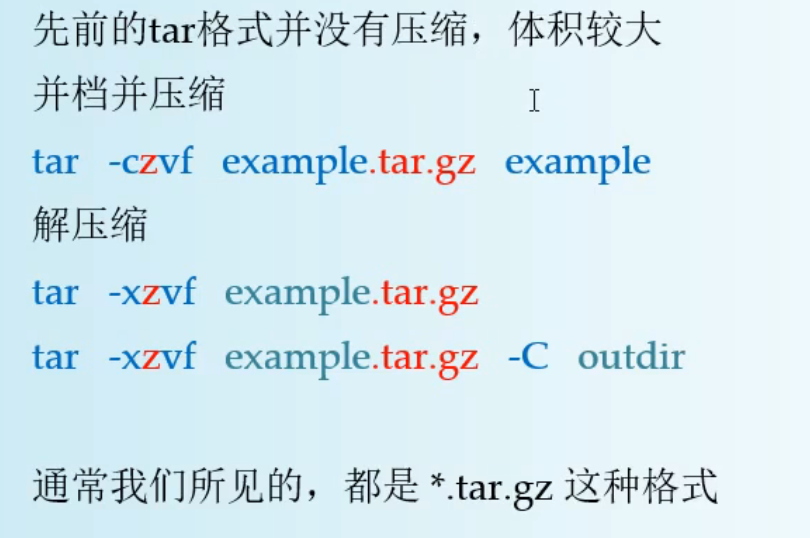 先前的tar格式并没有压缩，体积较大
并档并压缩
tar -czvf example.tar.gz example
解压缩
tar -xzvf example.tar.gz
tar -xzvf example.tar.gz -C outdir
通常我们所见的，都是 *.tar.gz 这种格式